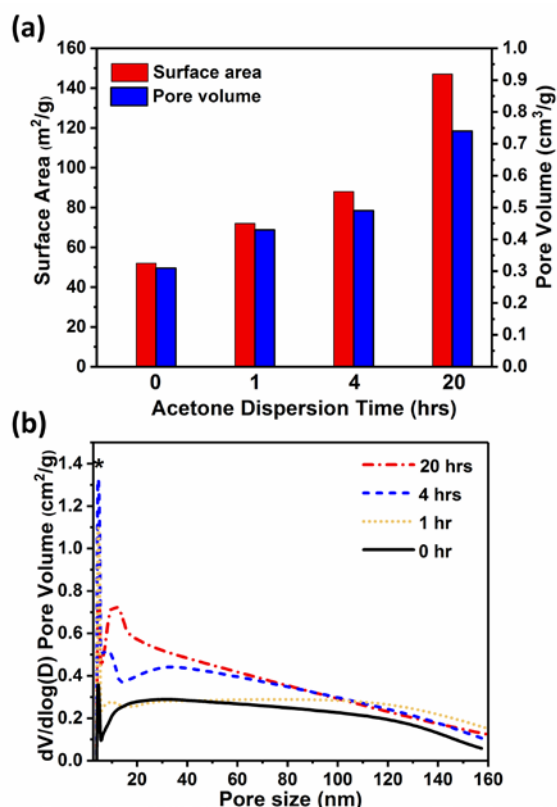 (a)
160
140
120
100
80
60
40
20
0
Surface Area (m²/g)
Surface area
Pore volume
1.0
0.9
0.8
0.7
0.6
0.5
0.4
0.3
0.2
0.1
0.0
Pore Volume (cm³/g)
0 1 4 20
Acetone Dispersion Time (hrs)
(b)
1.4
1.2
1.0
0.8
0.6
0.4
0.2
0.0
dV/dlog(D) Pore Volume (cm²/g)
*
20 hrs
4 hrs
1 hr
0 hr
20 40 60 80 100 120 140 160
Pore size (nm)